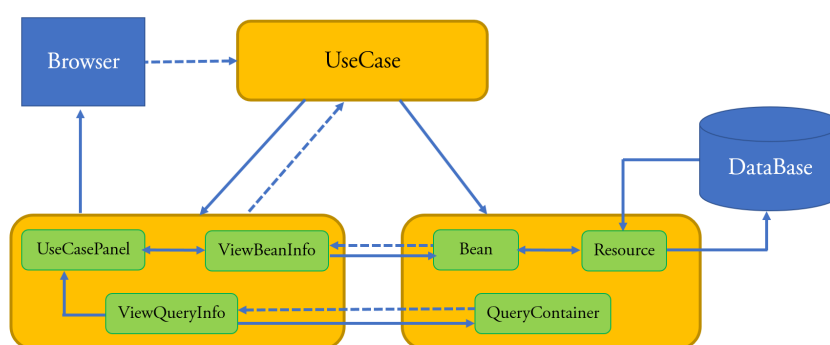 Browser
UseCase
DataBase
UseCasePanel
ViewBeanInfo
Bean
Resource
ViewQueryInfo
QueryContainer